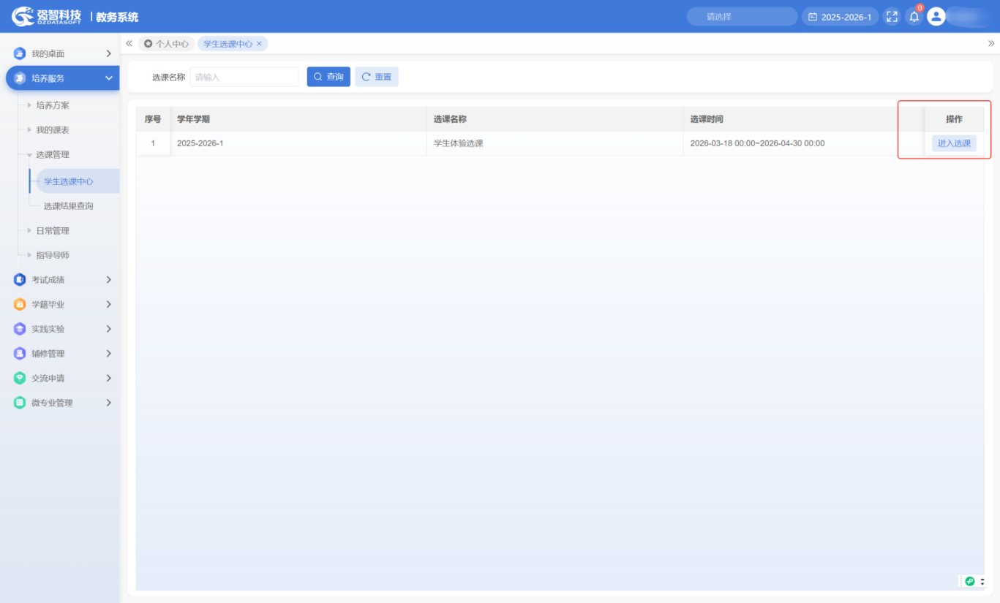 强智科技
QZDATASOFT
教务系统
请选择
2025-2026-1
0
我的桌面
培养服务
培养方案
我的课表
选课管理
学生选课中心
选课结果查询
日常管理
指导导师
考试成绩
学籍毕业
实践实验
辅修管理
交流申请
微专业管理
个人中心
学生选课中心
选课名称 请输入 查询 重置
序号 学年学期 选课名称 选课时间 操作
1 2025-2026-1 学生体验选课 2026-03-18 00:00~2026-04-30 00:00 进入选课